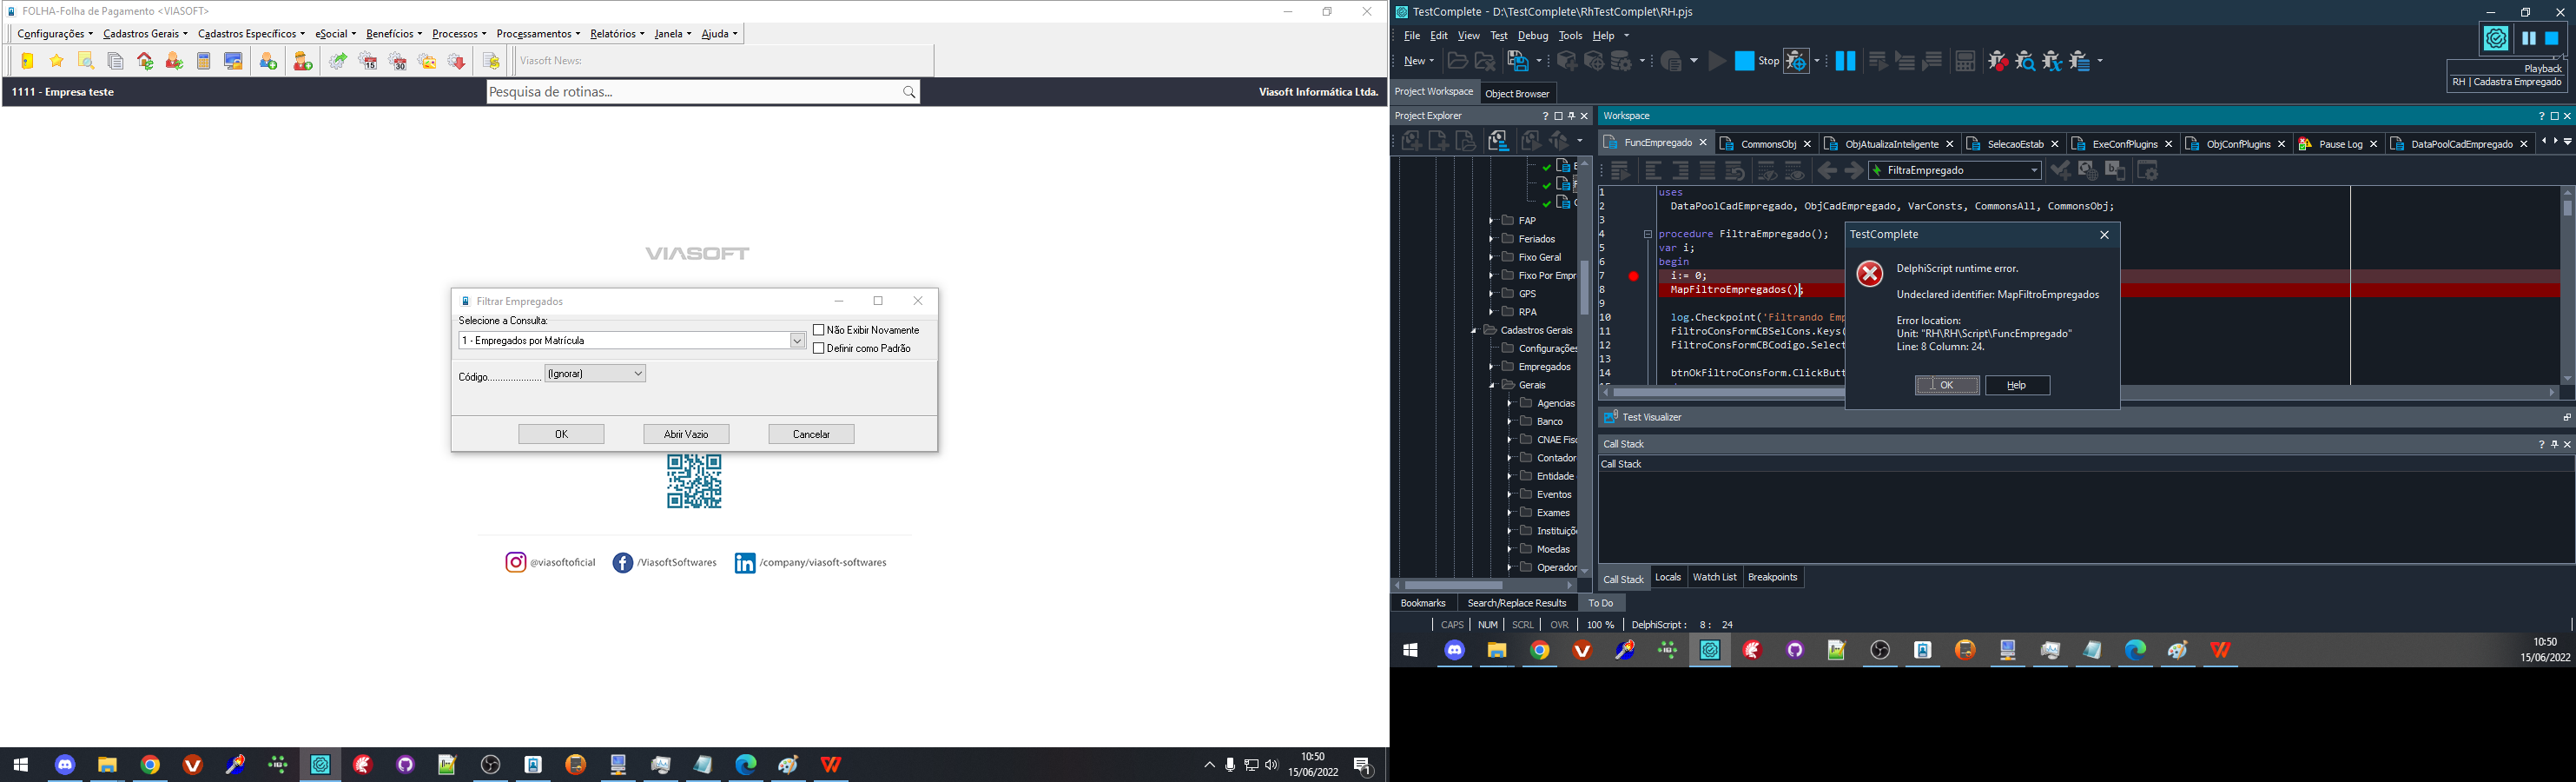 FOLHA-Folha de Pagamento <VIASOFT>
Configurações Cadastros Gerais Cadastros Específicos eSocial Benefícios Processos Processamentos Relatórios Janela Ajuda
15
30
Viasoft News:
1111 - Empresa teste
Pesquisa de rotinas...
Viasoft Informática Ltda.
VIASOFT
Filtrar Empregados
Selecione a Consulta:
1 - Empregados por Matrícula
Não Exibir Novamente
Definir como Padrão
Código....................
(Ignorar)
OK
Abrir Vazio
Cancelar
@viasoftoficial
/ViasoftSoftwares
/company/viasoft-softwares
10:50
15/06/2022
1
TestComplete - D:\TestComplete\RhTestComplet\RH.pjs
File Edit View Test Debug Tools Help
New
Stop
Playback
RH | Cadastra Empregado
Project Workspace
Object Browser
Project Explorer
Workspace
FuncEmpregado
CommonsObj
ObjAtualizaInteligente
SelecaoEstab
ExeConfPlugins
ObjConfPlugins
Pause Log
DataPoolCadEmpregado
FiltraEmpregado
FAP
Feriados
Fixo Geral
Fixo Por Empr
GPS
RPA
Cadastros Gerais
Configurações
Empregados
Gerais
Agencias
Banco
CNAE Fisc
Contador
Entidade
Eventos
Exames
Instituiçõ
Moedas
Operador
1 uses
2 DataPoolCadEmpregado, ObjCadEmpregado, VarConsts, CommonsAll, CommonsObj;
3
4 procedure FiltraEmpregado();
5 var i;
6 begin
7 i:= 0;
8 MapFiltroEmpregados();
9
10 log.Checkpoint('Filtrando Emp
11 FiltroConsFormCBSelCons.Keys(
12 FiltroConsFormCBCodigo.Select
13
14 btnOkFiltroConsForm.ClickButt
TestComplete
DelphiScript runtime error.
Undeclared identifier: MapFiltroEmpregados
Error location:
Unit: "RH\RH\Script\FuncEmpregado"
Line: 8 Column: 24.
OK
Help
Test Visualizer
Call Stack
Call Stack
Call Stack
Locals
Watch List
Breakpoints
Bookmarks
Search/Replace Results
To Do
CAPS NUM SCRL OVR 100 % DelphiScript : 8 : 24
10:50
15/06/2022